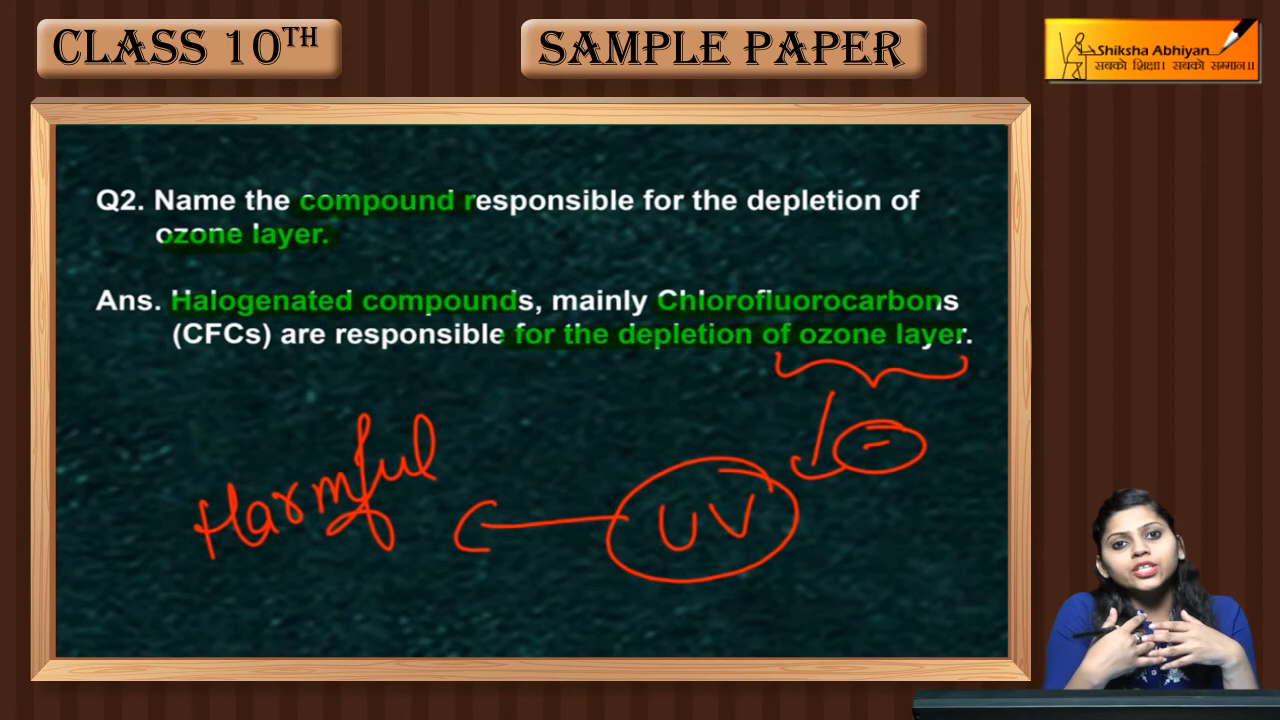 CLASS 10TH
SAMPLE PAPER
Shiksha Abhiyan
सबको शिक्षा। सबको सम्मान॥
Q2. Name the compound responsible for the depletion of
ozone layer.
Ans. Halogenated compounds, mainly Chlorofluorocarbons
(CFCs) are responsible for the depletion of ozone layer.
Harmful
UV